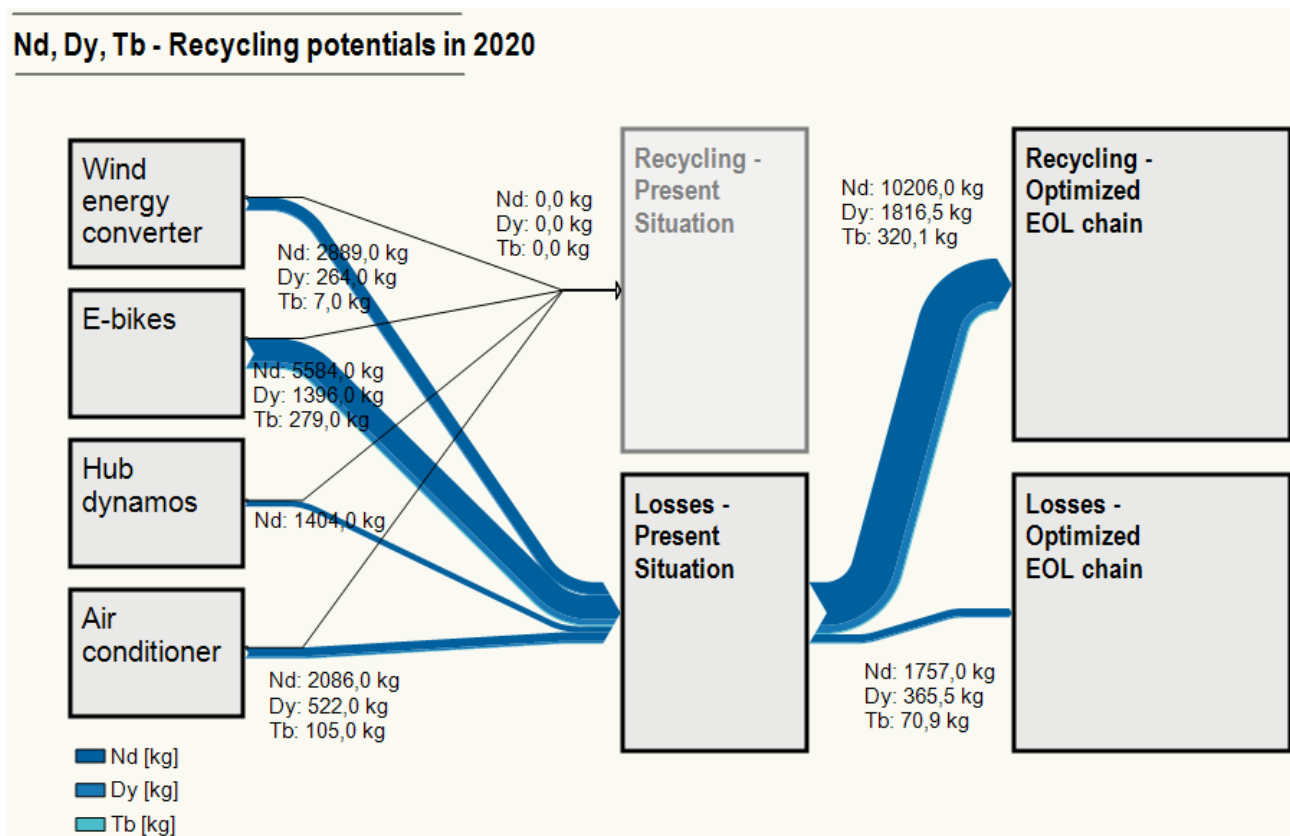 Nd, Dy, Tb - Recycling potentials in 2020
Wind
energy
converter
E-bikes
Hub
dynamos
Air
conditioner
Nd: 2889,0 kg
Dy: 264,0 kg
Tb: 7,0 kg
Nd: 5584,0 kg
Dy: 1396,0 kg
Tb: 279,0 kg
Nd: 1404,0 kg
Nd: 2086,0 kg
Dy: 522,0 kg
Tb: 105,0 kg
Nd: 0,0 kg
Dy: 0,0 kg
Tb: 0,0 kg
Recycling -
Present
Situation
Losses -
Present
Situation
Nd: 10206,0 kg
Dy: 1816,5 kg
Tb: 320,1 kg
Nd: 1757,0 kg
Dy: 365,5 kg
Tb: 70,9 kg
Recycling -
Optimized
EOL chain
Losses -
Optimized
EOL chain
Nd [kg]
Dy [kg]
Tb [kg]